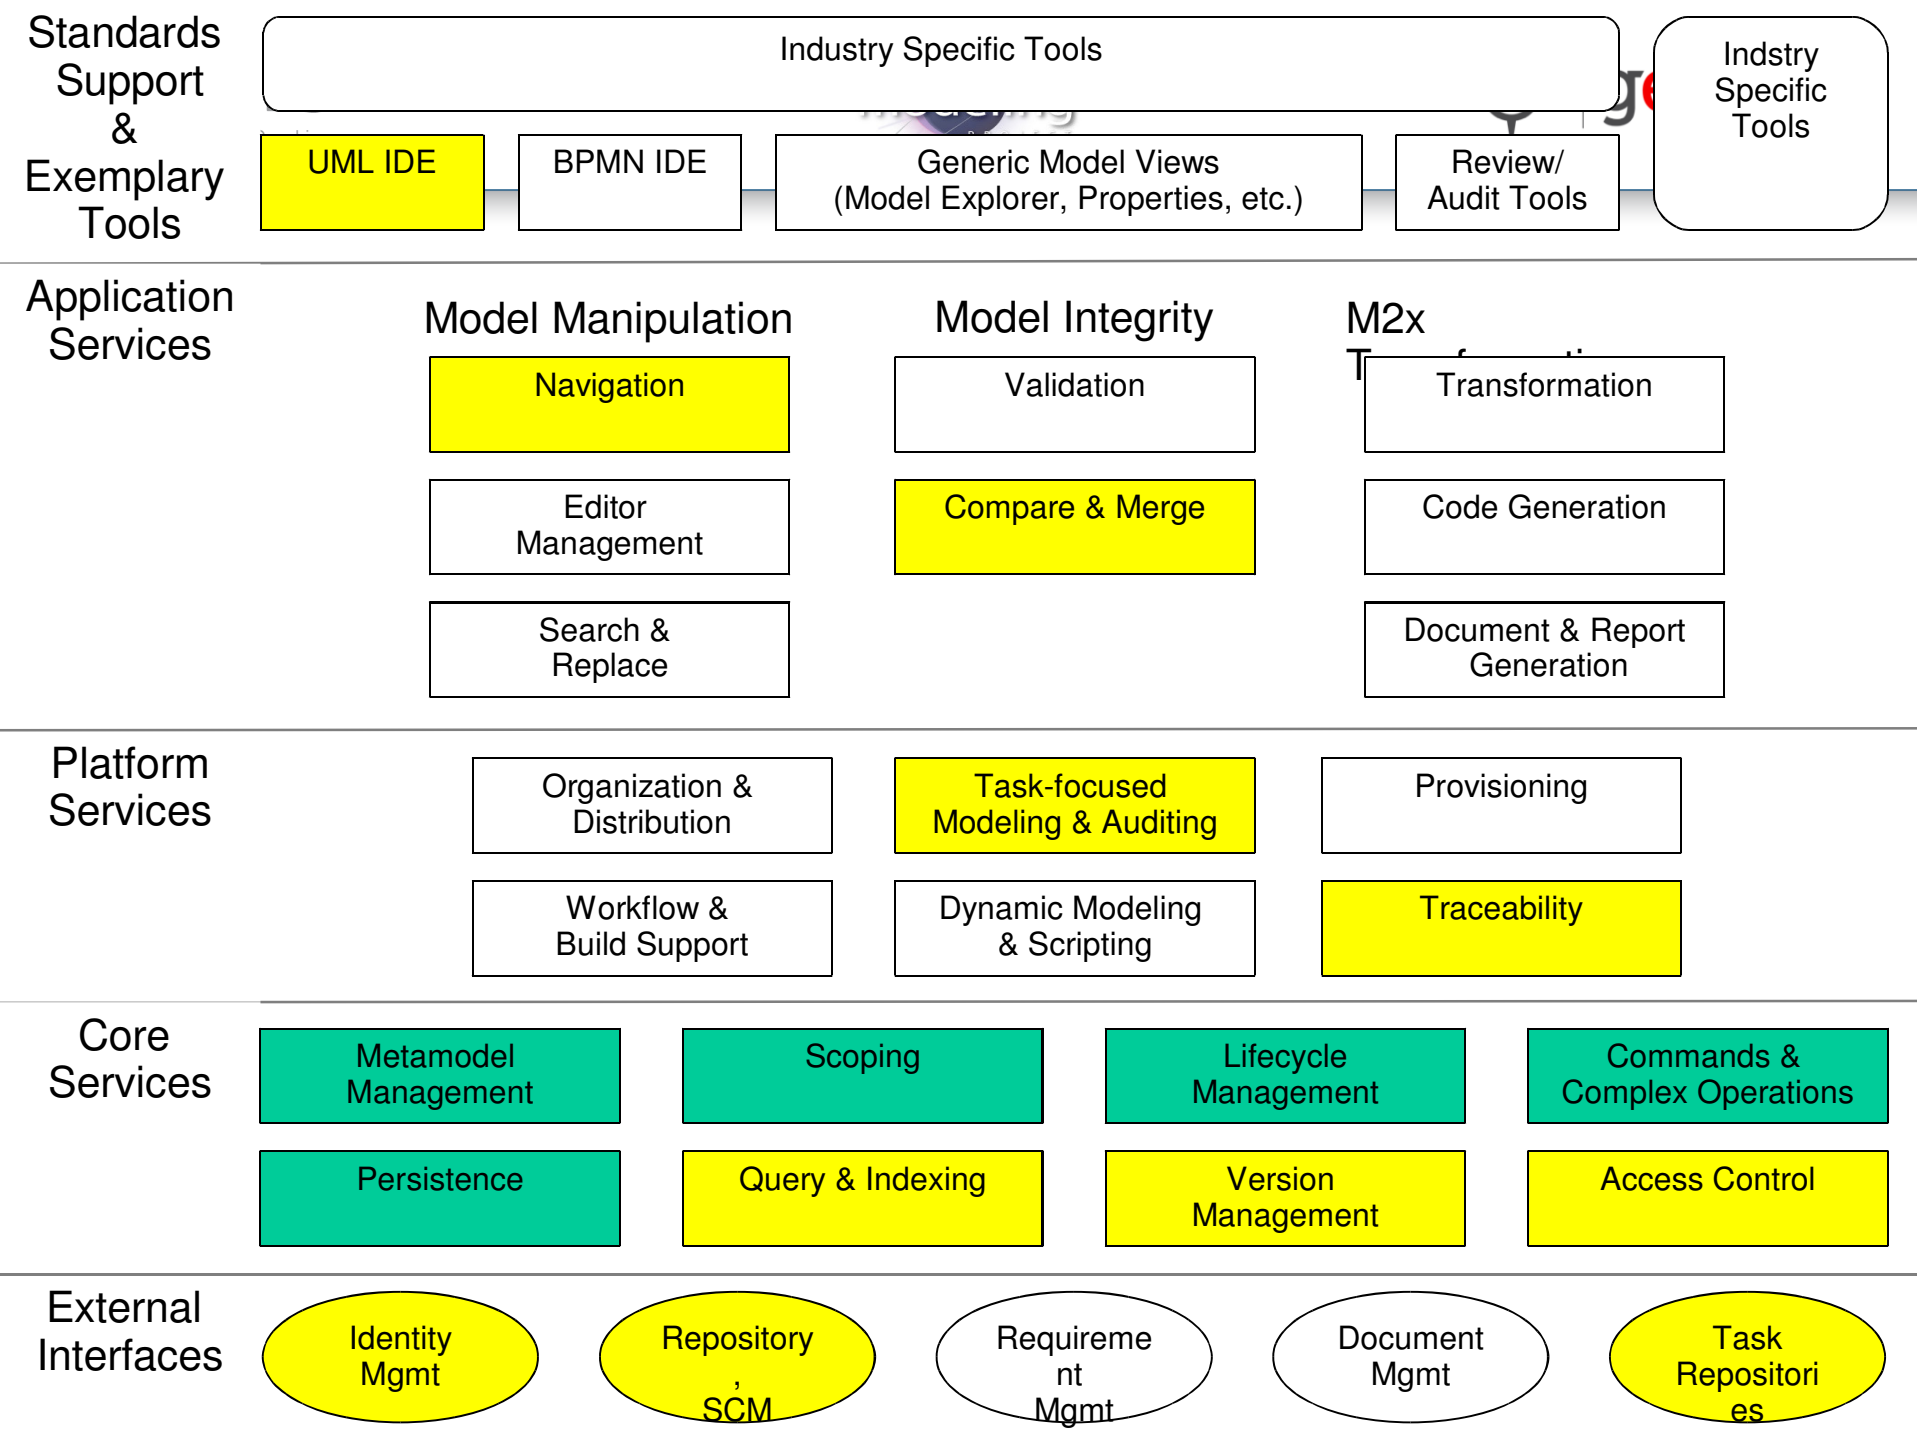 Standards
Support
&
Exemplary
Tools
Industry Specific Tools
Indstry
Specific
Tools
UML IDE
BPMN IDE
Generic Model Views
(Model Explorer, Properties, etc.)
Review/
Audit Tools
Application
Services
Model Manipulation
Model Integrity
M2x
Navigation
Validation
Transformation
Editor
Management
Compare & Merge
Code Generation
Search &
Replace
Document & Report
Generation
Platform
Services
Organization &
Distribution
Task-focused
Modeling & Auditing
Provisioning
Workflow &
Build Support
Dynamic Modeling
& Scripting
Traceability
Core
Services
Metamodel
Management
Scoping
Lifecycle
Management
Commands &
Complex Operations
Persistence
Query & Indexing
Version
Management
Access Control
External
Interfaces
Identity
Mgmt
Repository
,
SCM
Requireme
nt
Mgmt
Document
Mgmt
Task
Repositori
es